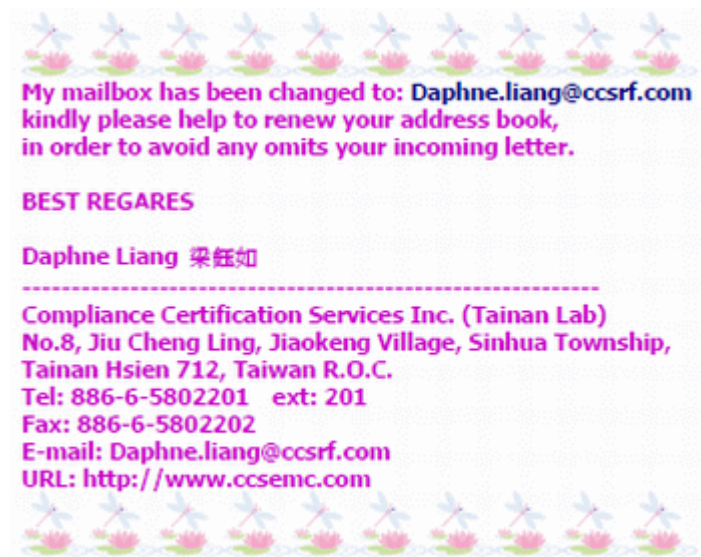 My mailbox has been changed to: Daphne.liang@ccsrf.com
kindly please help to renew your address book,
in order to avoid any omits your incoming letter.
BEST REGARES
Daphne Liang 梁鈺如
-----------------------------------------------------------
Compliance Certification Services Inc. (Tainan Lab)
No.8, Jiu Cheng Ling, Jiaokeng Village, Sinhua Township,
Tainan Hsien 712, Taiwan R.O.C.
Tel: 886-6-5802201 ext: 201
Fax: 886-6-5802202
E-mail: Daphne.liang@ccsrf.com
URL: http://www.ccsemc.com